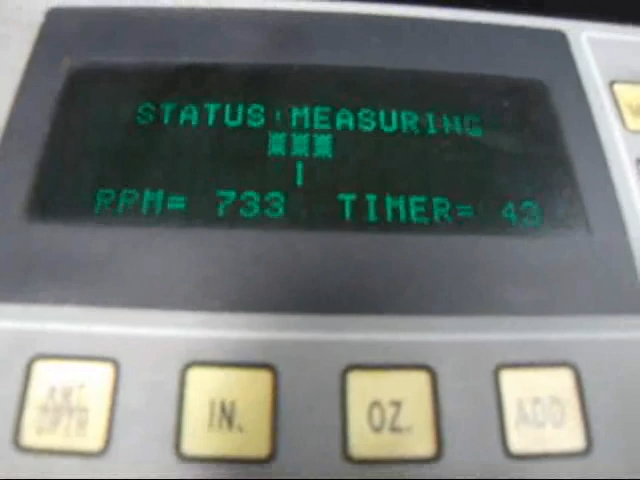 STATUS:MEASURING
RPM= 733 TIMER= 43
IN. OZ. ADD